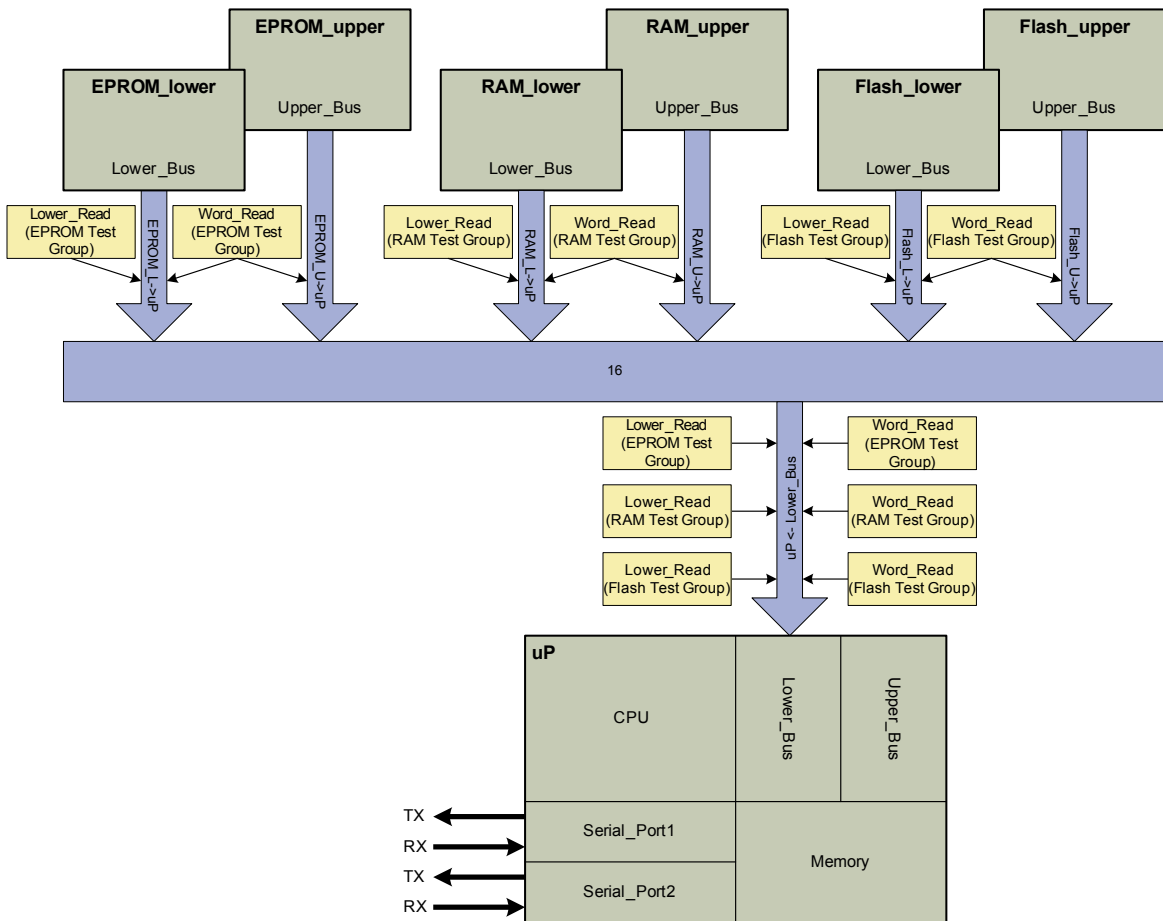 EPROM_upper
Upper_Bus
EPROM_lower
Lower_Bus
RAM_upper
Upper_Bus
RAM_lower
Lower_Bus
Flash_upper
Upper_Bus
Flash_lower
Lower_Bus
Lower_Read
(EPROM Test
Group)
EPROM_L->uP
Word_Read
(EPROM Test
Group)
EPROM_U->uP
Lower_Read
(RAM Test Group)
RAM_L->uP
Word_Read
(RAM Test Group)
RAM_U->uP
Lower_Read
(Flash Test Group)
Flash_L->uP
Word_Read
(Flash Test Group)
Flash_U->uP
16
Lower_Read
(EPROM Test
Group)
Lower_Read
(RAM Test Group)
Lower_Read
(Flash Test Group)
uP <- Lower_Bus
Word_Read
(EPROM Test
Group)
Word_Read
(RAM Test Group)
Word_Read
(Flash Test Group)
uP
CPU
Lower_Bus
Upper_Bus
TX
RX
Serial_Port1
TX
RX
Serial_Port2
Memory